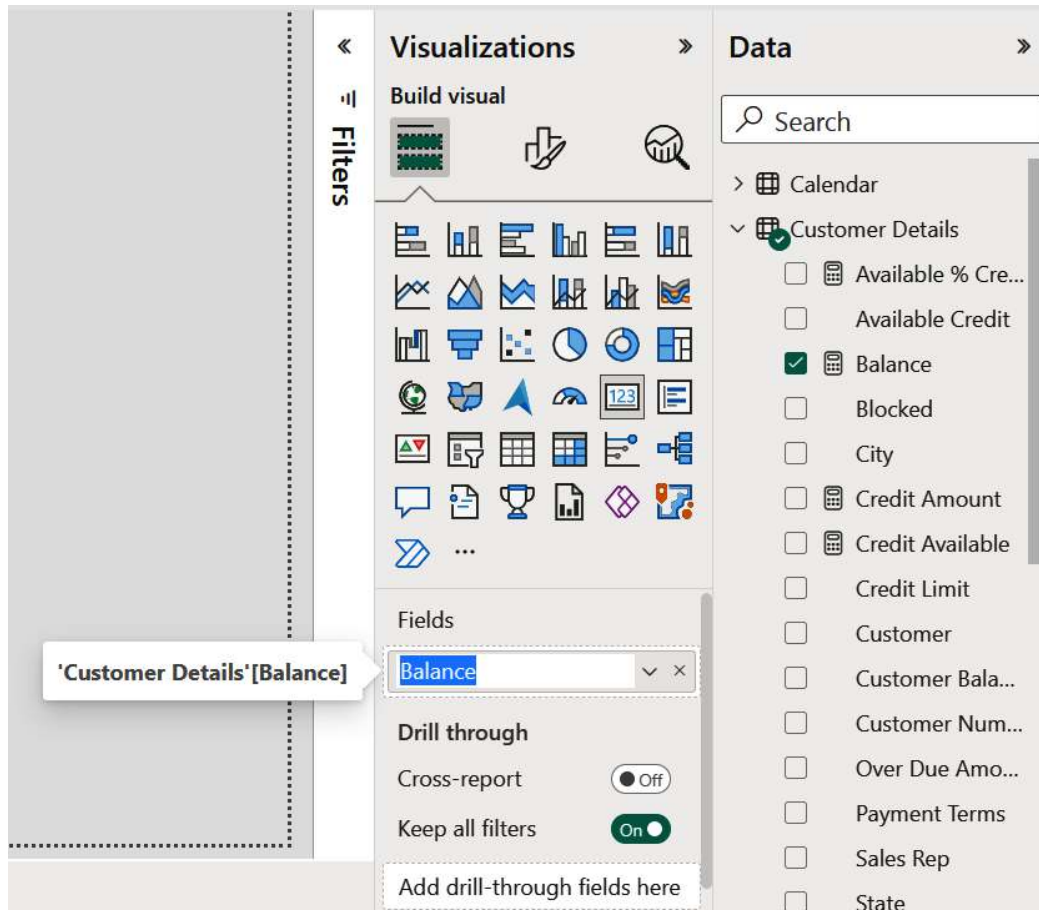 Filters
Visualizations
Build visual
123
Fields
Balance
'Customer Details'[Balance]
Drill through
Cross-report
Off
Keep all filters
On
Add drill-through fields here
Data
Search
Calendar
Customer Details
Available % Cre...
Available Credit
Balance
Blocked
City
Credit Amount
Credit Available
Credit Limit
Customer
Customer Bala...
Customer Num...
Over Due Amo...
Payment Terms
Sales Rep
State